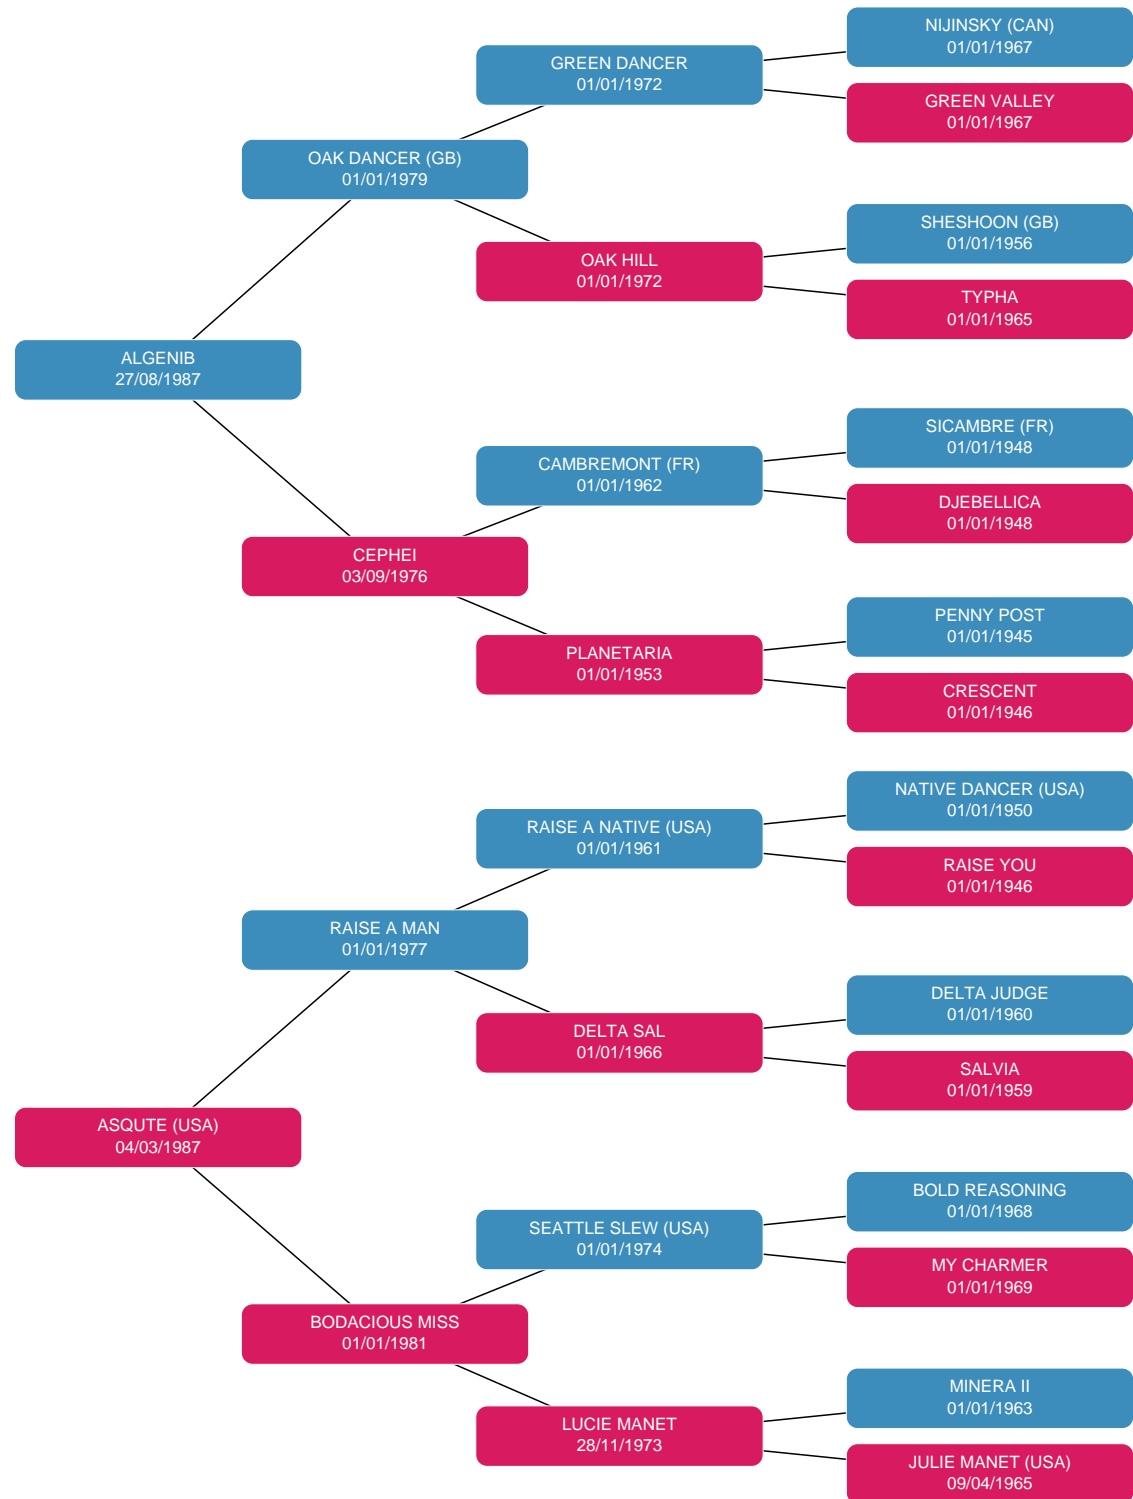 NIJINSKY (CAN)
01/01/1967
GREEN DANCER
01/01/1972
GREEN VALLEY
01/01/1967
OAK DANCER (GB)
01/01/1979
SHESHOON (GB)
01/01/1956
OAK HILL
01/01/1972
TYPHA
01/01/1965
ALGENIB
27/08/1987
SICAMBRE (FR)
01/01/1948
CAMBREMONT (FR)
01/01/1962
DJEBELLICA
01/01/1948
CEPHEI
03/09/1976
PENNY POST
01/01/1945
PLANETARIA
01/01/1953
CRESCENT
01/01/1946
NATIVE DANCER (USA)
01/01/1950
RAISE A NATIVE (USA)
01/01/1961
RAISE YOU
01/01/1946
RAISE A MAN
01/01/1977
DELTA JUDGE
01/01/1960
DELTA SAL
01/01/1966
SALVIA
01/01/1959
ASQUTE (USA)
04/03/1987
BOLD REASONING
01/01/1968
SEATTLE SLEW (USA)
01/01/1974
MY CHARMER
01/01/1969
BODACIOUS MISS
01/01/1981
MINERA II
01/01/1963
LUCIE MANET
28/11/1973
JULIE MANET (USA)
09/04/1965